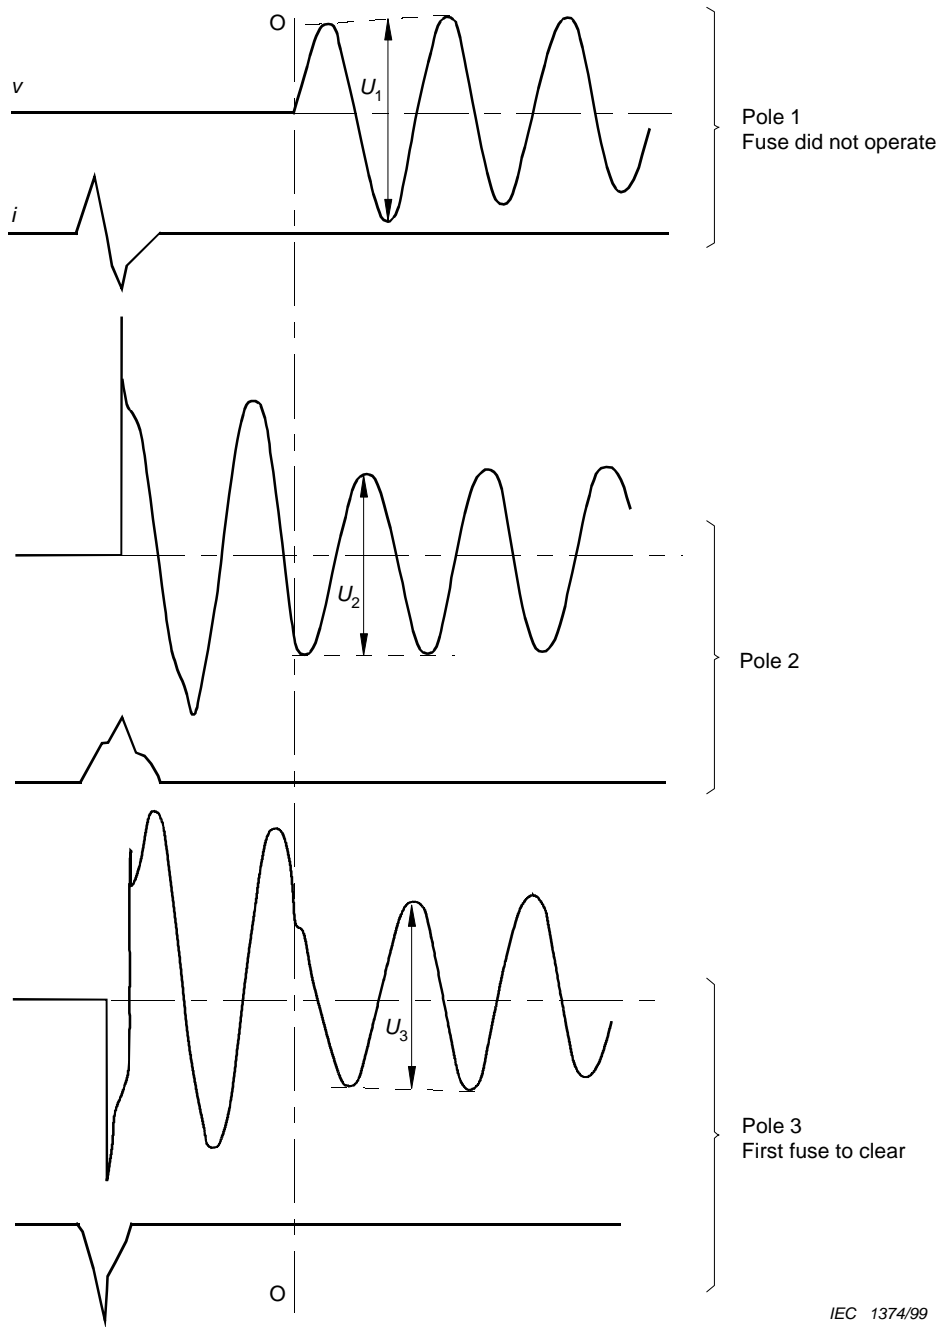 O
v
U1
Pole 1
Fuse did not operate
i
U2
Pole 2
U3
Pole 3
First fuse to clear
O
IEC 1374/99